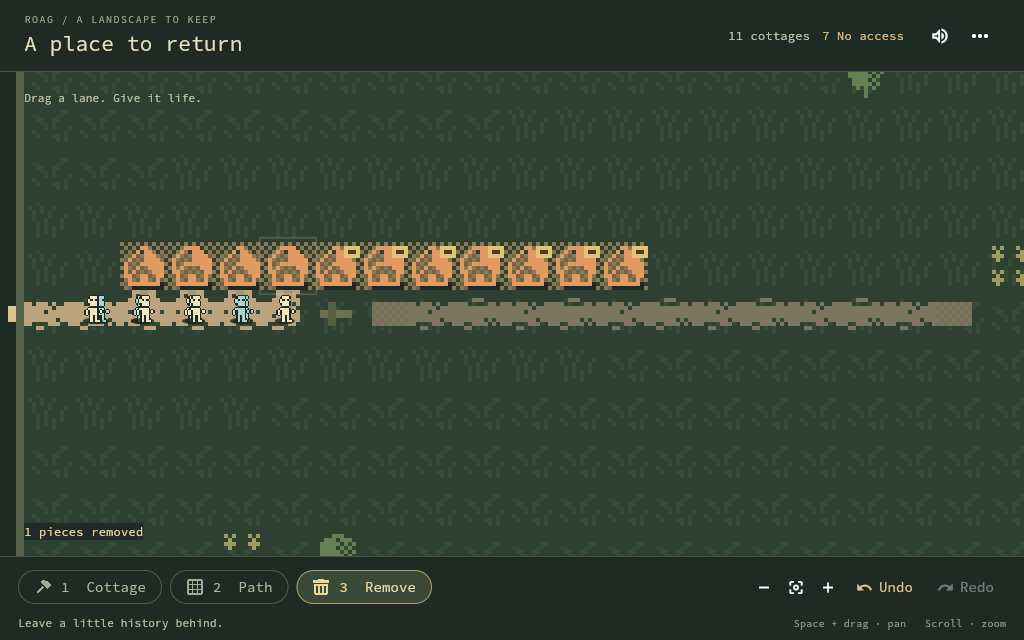 ROAG / A LANDSCAPE TO KEEP
A place to return
11 cottages 7 No access
Drag a lane. Give it life.
1 pieces removed
1 Cottage
2 Path
3 Remove
Undo
Redo
Leave a little history behind.
Space + drag · pan Scroll · zoom